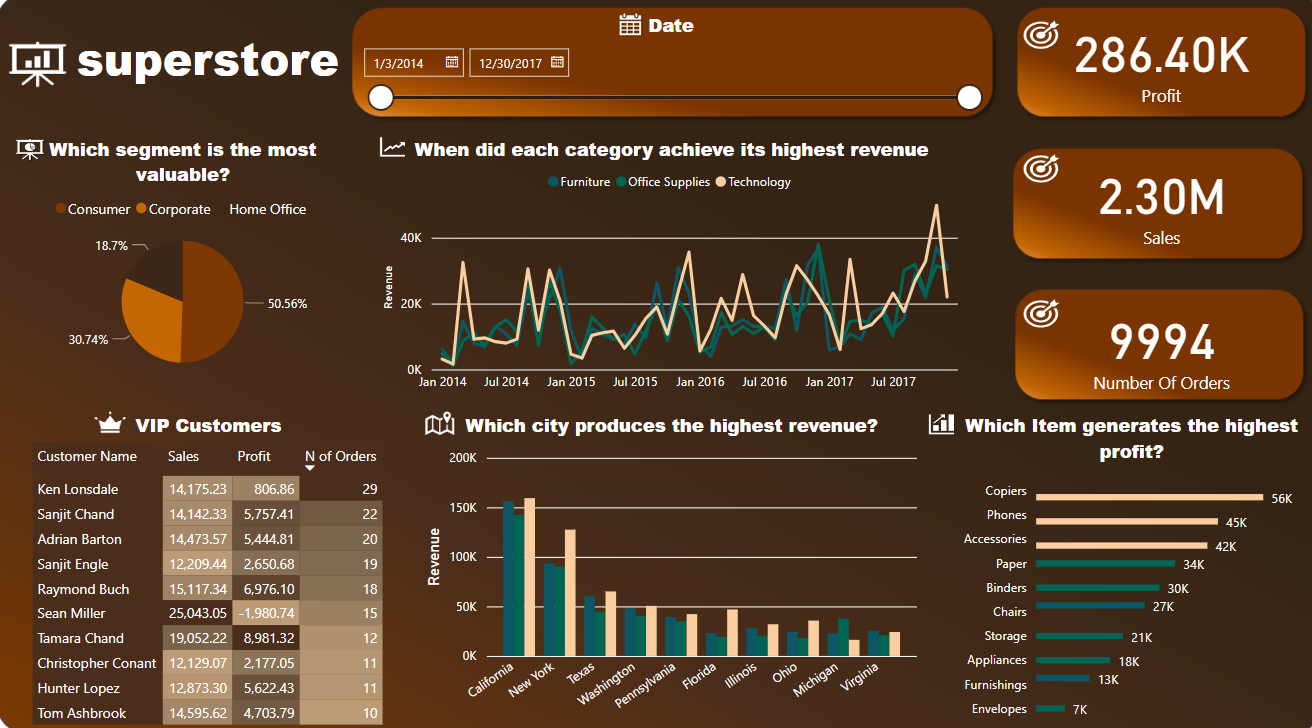 superstore
Date
1/3/2014 12/30/2017
286.40K
Profit
Which segment is the most
valuable?
Consumer Corporate Home Office
18.7%
50.56%
30.74%
When did each category achieve its highest revenue
Furniture Office Supplies Technology
Revenue
40K
20K
0K
Jan 2014 Jul 2014 Jan 2015 Jul 2015 Jan 2016 Jul 2016 Jan 2017 Jul 2017
2.30M
Sales
9994
Number Of Orders
VIP Customers
Customer Name Sales Profit N of Orders
Ken Lonsdale 14,175.23 806.86 29
Sanjit Chand 14,142.33 5,757.41 22
Adrian Barton 14,473.57 5,444.81 20
Sanjit Engle 12,209.44 2,650.68 19
Raymond Buch 15,117.34 6,976.10 18
Sean Miller 25,043.05 -1,980.74 15
Tamara Chand 19,052.22 8,981.32 12
Christopher Conant 12,129.07 2,177.05 11
Hunter Lopez 12,873.30 5,622.43 11
Tom Ashbrook 14,595.62 4,703.79 10
Which city produces the highest revenue?
Revenue
200K
150K
100K
50K
0K
California New York Texas Washington Pennsylvania Florida Illinois Ohio Michigan Virginia
Which Item generates the highest
profit?
Copiers 56K
Phones 45K
Accessories 42K
Paper 34K
Binders 30K
Chairs 27K
Storage 21K
Appliances 18K
Furnishings 13K
Envelopes 7K